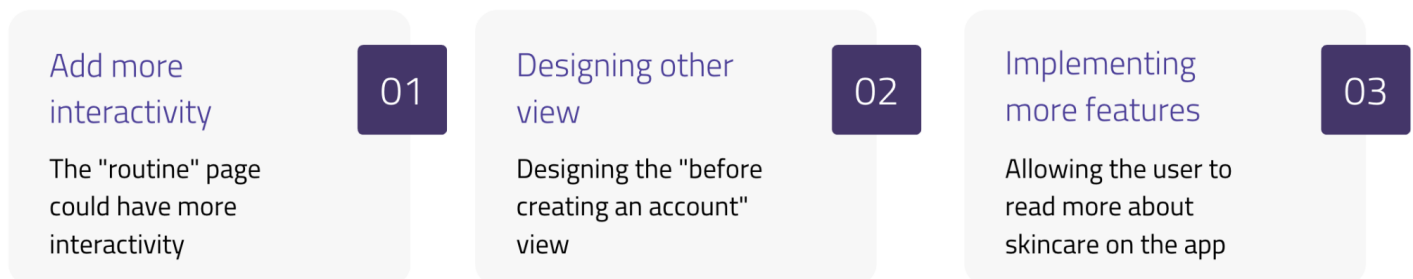 Add more
interactivity
01
The "routine" page
could have more
interactivity
Designing other
view
02
Designing the "before
creating an account"
view
Implementing
more features
03
Allowing the user to
read more about
skincare on the app